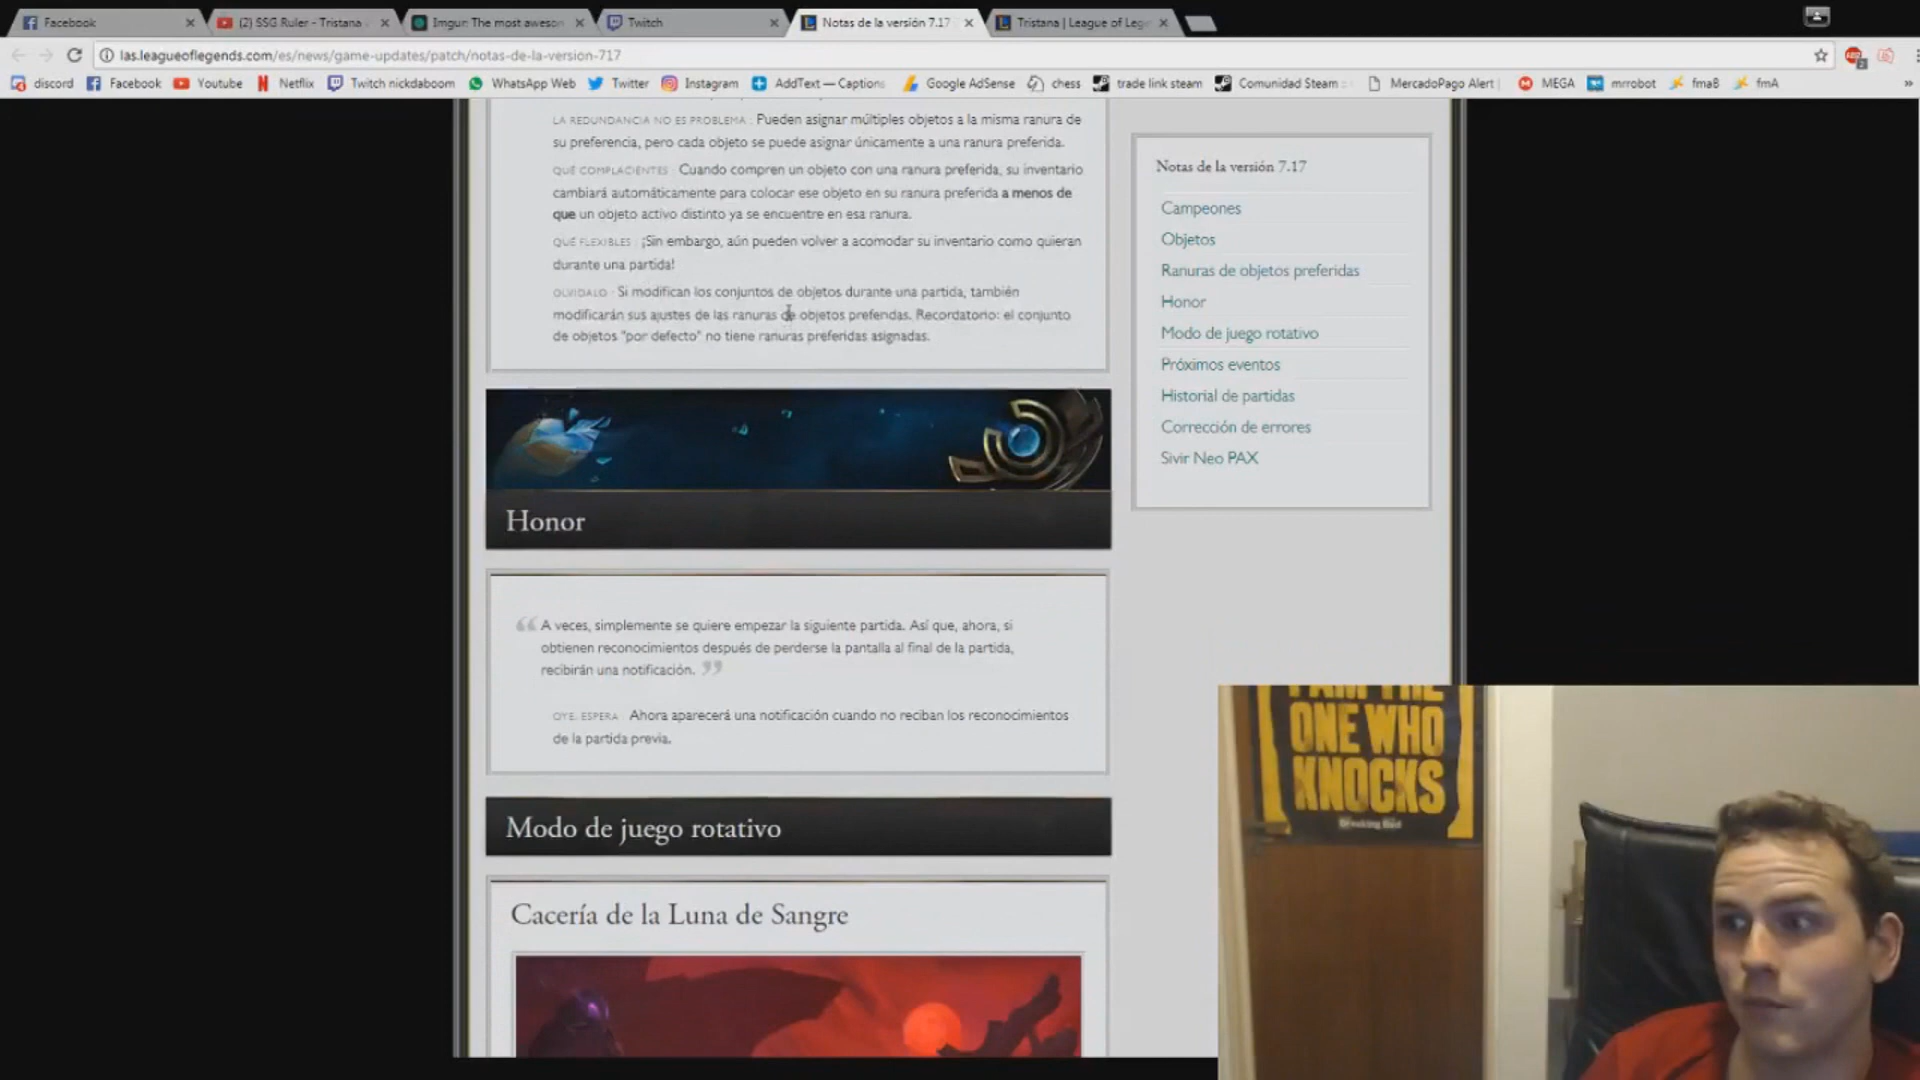 Facebook
(2) SSG Ruler - Tristana
Imgur: The most aweson
Twitch
Notas de la versión 7.17
Tristana | League of Leg
las.leagueoflegends.com/es/news/game-updates/patch/notas-de-la-version-717
discord
Facebook
Youtube
Netflix
Twitch nickdaboom
WhatsApp Web
Twitter
Instagram
AddText — Captions
Google AdSense
chess
trade link steam
Comunidad Steam ::
MercadoPago Alert
MEGA
mrrobot
fmaB
fmA
»
LA REDUNDANCIA NO ES PROBLEMA : Pueden asignar múltiples objetos a la misma ranura de
su preferencia, pero cada objeto se puede asignar únicamente a una ranura preferida.
QUÉ COMPLACIENTES : Cuando compren un objeto con una ranura preferida, su inventario
cambiará automáticamente para colocar ese objeto en su ranura preferida a menos de
que un objeto activo distinto ya se encuentre en esa ranura.
QUÉ FLEXIBLES : ¡Sin embargo, aún pueden volver a acomodar su inventario como quieran
durante una partida!
OLVÍDALO : Si modifican los conjuntos de objetos durante una partida, también
modificarán sus ajustes de las ranuras de objetos preferidas. Recordatorio: el conjunto
de objetos "por defecto" no tiene ranuras preferidas asignadas.
Honor
“ A veces, simplemente se quiere empezar la siguiente partida. Así que, ahora, si
obtienen reconocimientos después de perderse la pantalla al final de la partida,
recibirán una notificación. ”
OYE, ESPERA : Ahora aparecerá una notificación cuando no reciban los reconocimientos
de la partida previa.
Modo de juego rotativo
Cacería de la Luna de Sangre
Notas de la versión 7.17
Campeones
Objetos
Ranuras de objetos preferidas
Honor
Modo de juego rotativo
Próximos eventos
Historial de partidas
Corrección de errores
Sivir Neo PAX
I AM THE
ONE WHO
KNOCKS
Breaking Bad